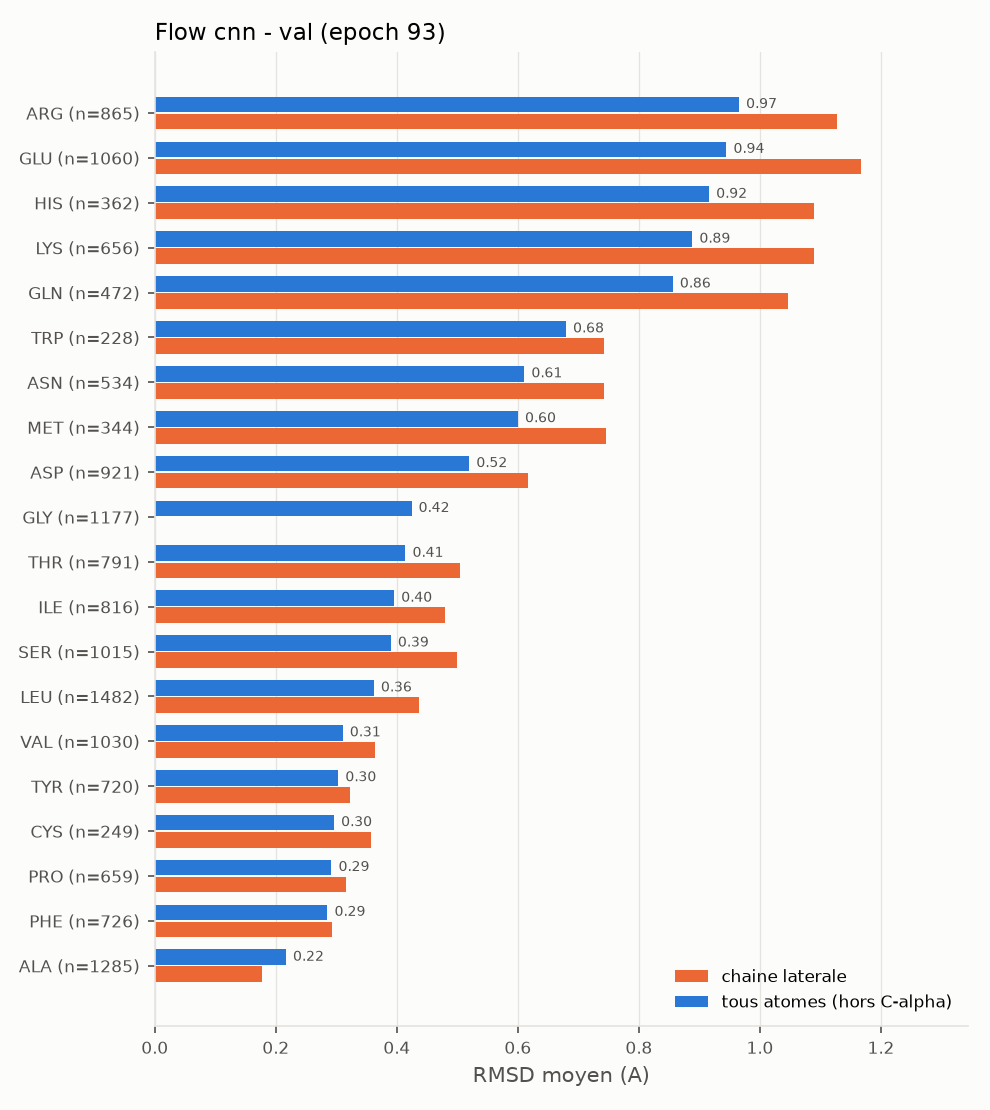 Flow cnn - val (epoch 93)
ARG (n=865) 0.97
GLU (n=1060) 0.94
HIS (n=362) 0.92
LYS (n=656) 0.89
GLN (n=472) 0.86
TRP (n=228) 0.68
ASN (n=534) 0.61
MET (n=344) 0.60
ASP (n=921) 0.52
GLY (n=1177) 0.42
THR (n=791) 0.41
ILE (n=816) 0.40
SER (n=1015) 0.39
LEU (n=1482) 0.36
VAL (n=1030) 0.31
TYR (n=720) 0.30
CYS (n=249) 0.30
PRO (n=659) 0.29
PHE (n=726) 0.29
ALA (n=1285) 0.22
chaine laterale
tous atomes (hors C-alpha)
0.0 0.2 0.4 0.6 0.8 1.0 1.2
RMSD moyen (A)